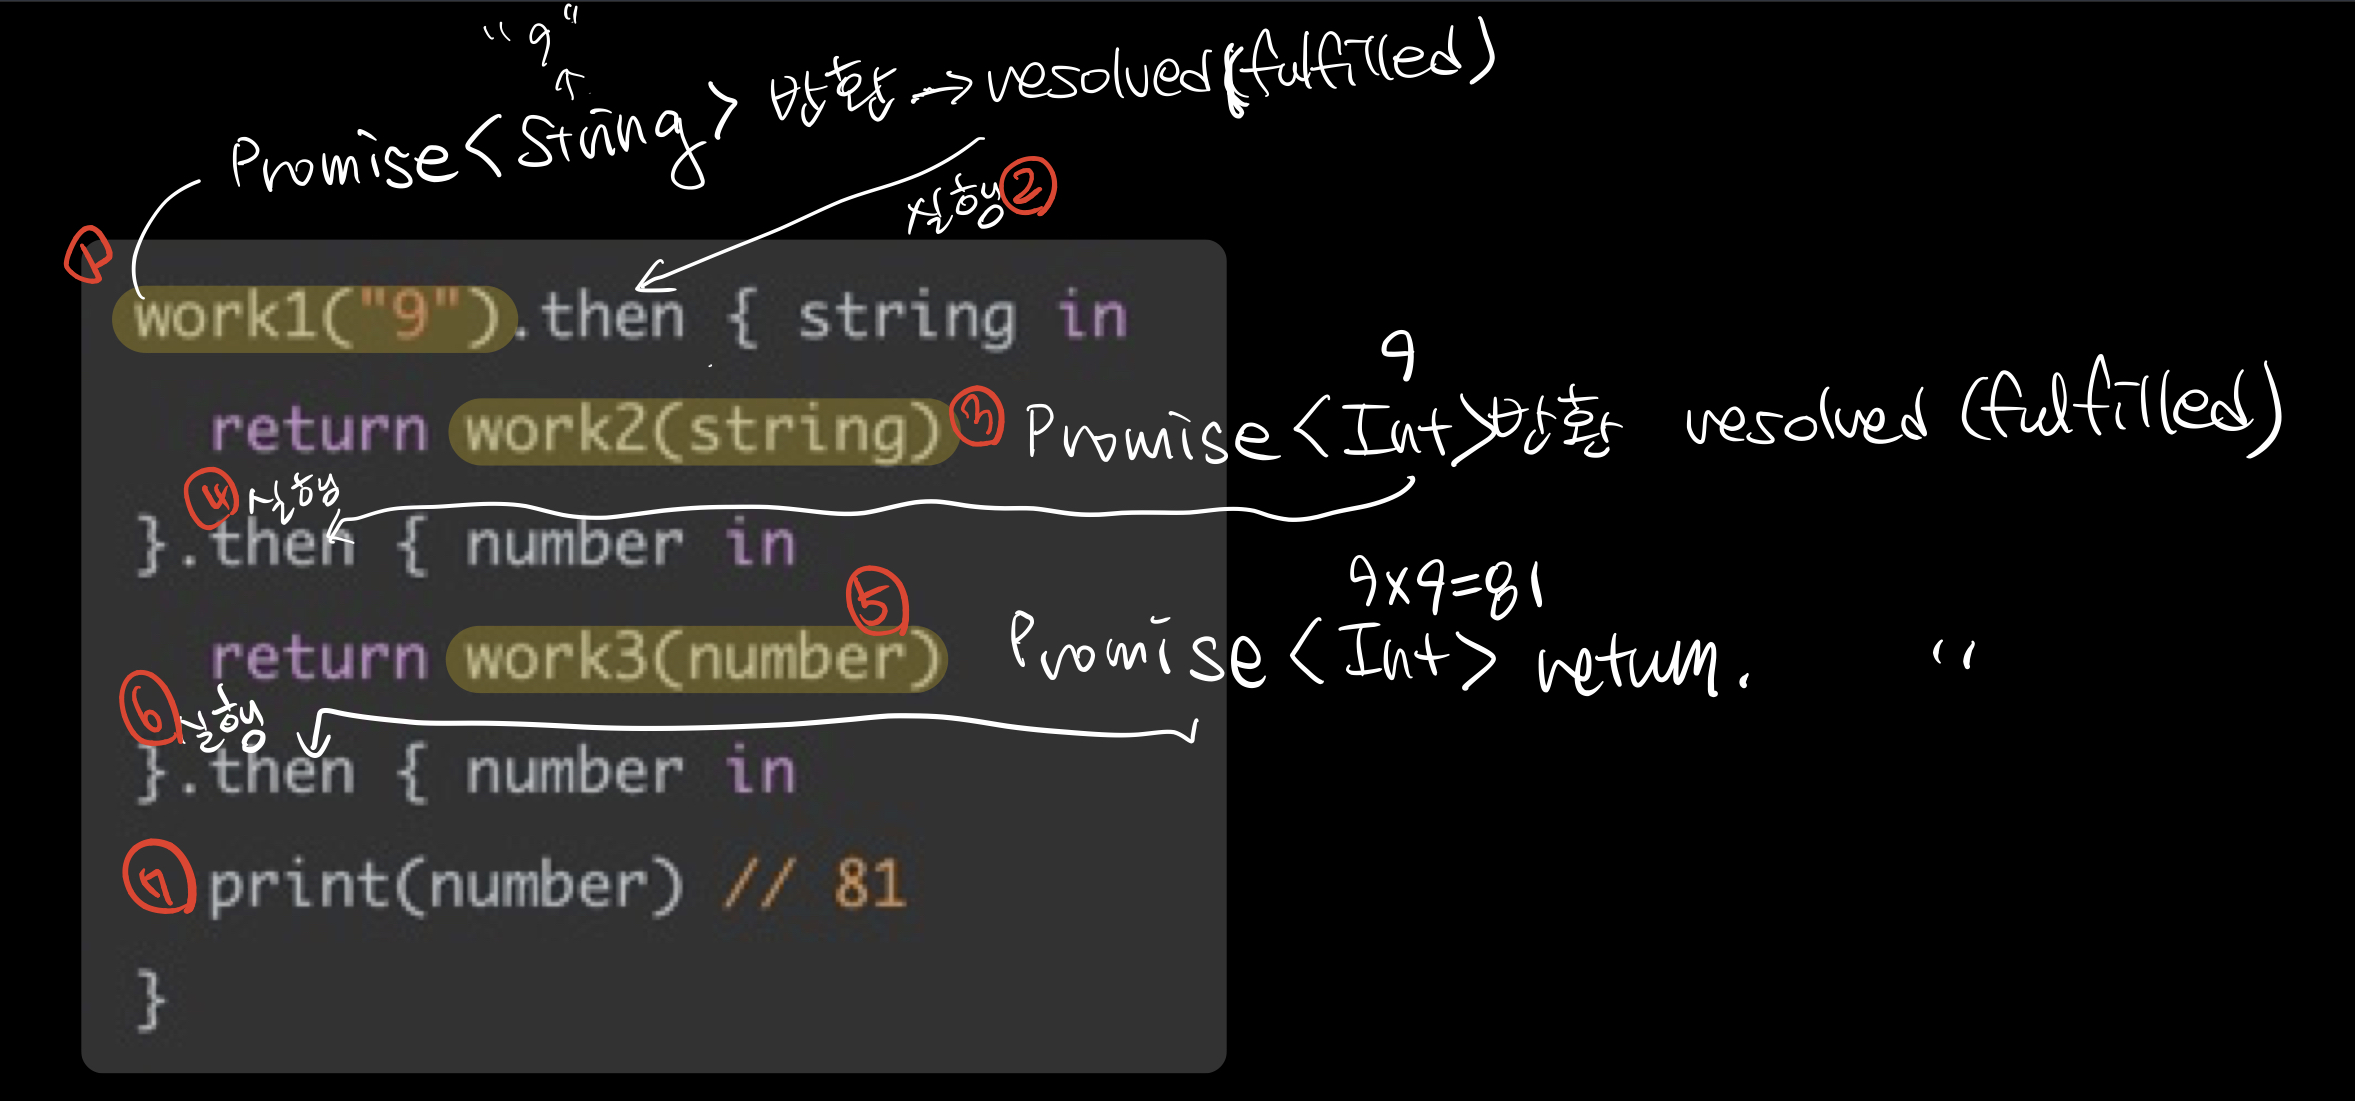 "9"
↑
Promise<String> 반환 → resolved (fulfilled)
실행 ②
①
work1("9").then { string in
9
return work2(string) ③ Promise<Int>반환 resolved (fulfilled)
④ 실행
}.then { number in
9x9=81
⑤
return work3(number) Promise<Int> return. "
⑥ 실행
}.then { number in
⑦ print(number) // 81
}